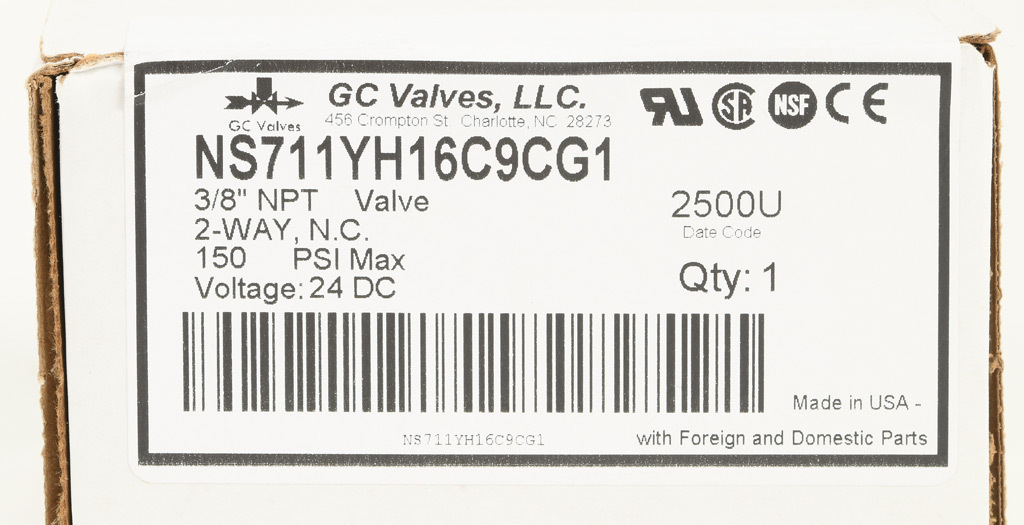 GC Valves
GC Valves, LLC.
456 Crompton St. Charlotte, NC 28273
SA
NSF
CE
NS711YH16C9CG1
3/8" NPT Valve
2-WAY, N.C.
150 PSI Max
Voltage: 24 DC
2500U
Date Code
Qty: 1
NS711YH16C9CG1
Made in USA -
with Foreign and Domestic Parts